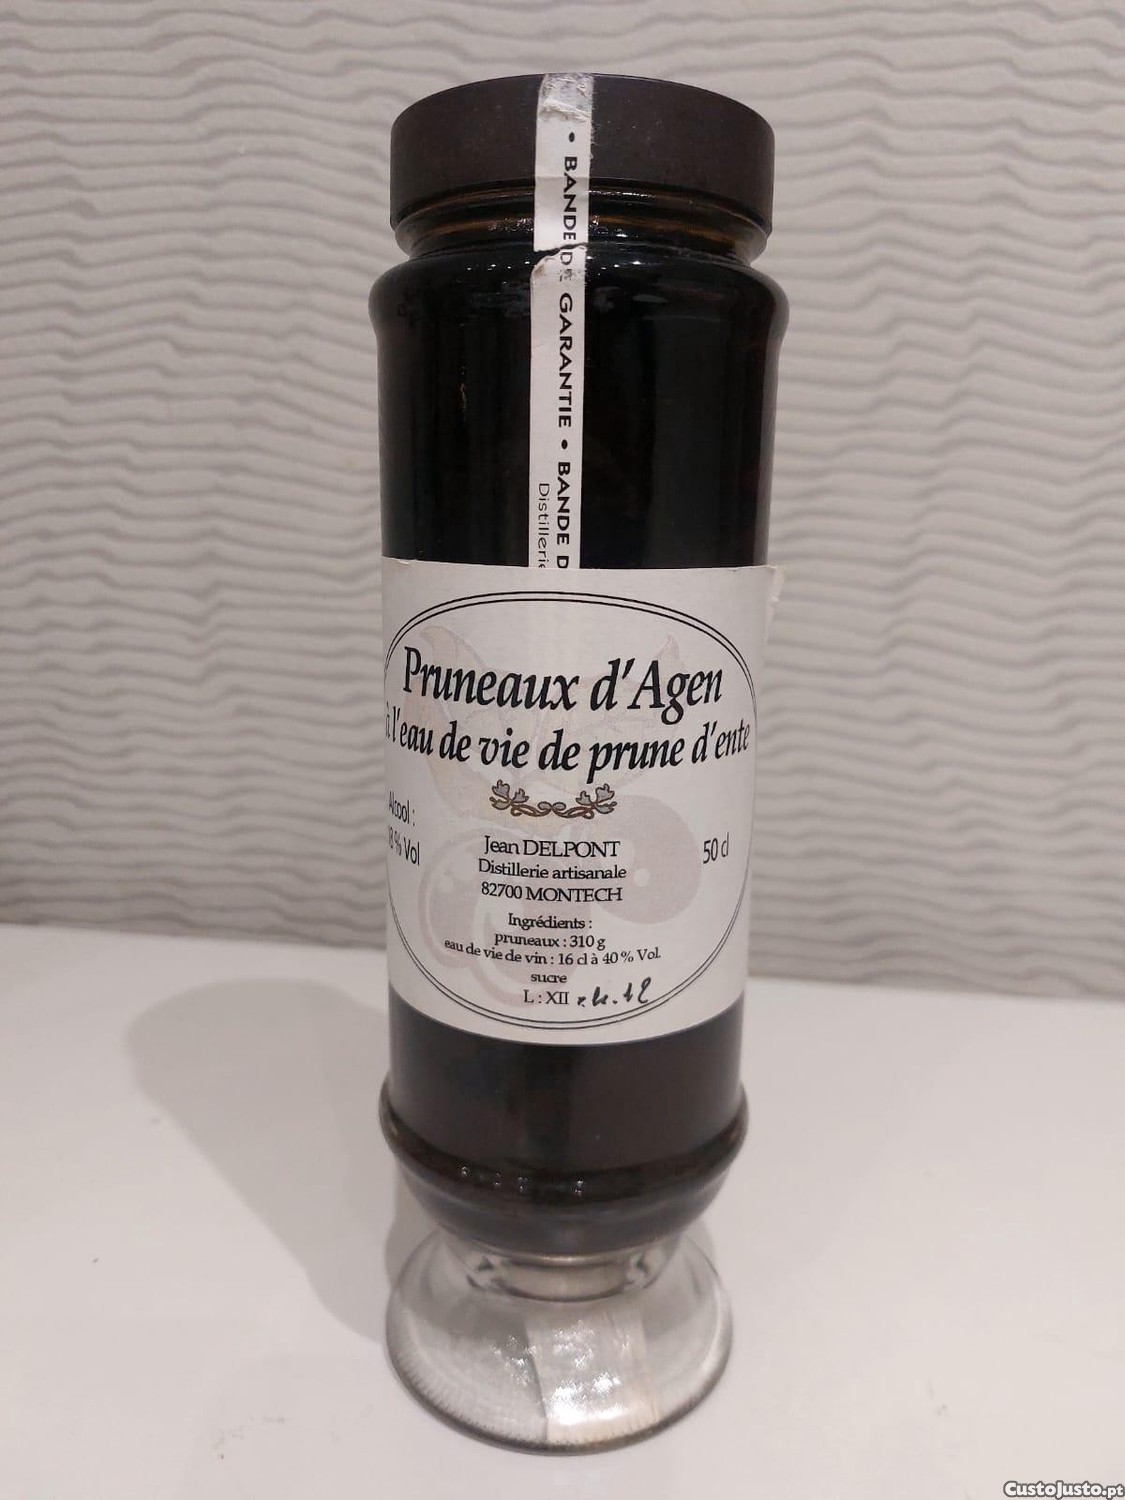 • BANDE DE GARANTIE • BANDE D
Distillerie
Pruneaux d'Agen
à l'eau de vie de prune d'ente
Alcool :
8 % Vol
50 cl
Jean DELPONT
Distillerie artisanale
82700 MONTECH
Ingrédients :
pruneaux : 310 g
eau de vie de vin : 16 cl à 40 % Vol.
sucre
L : XII
CustoJusto.pt